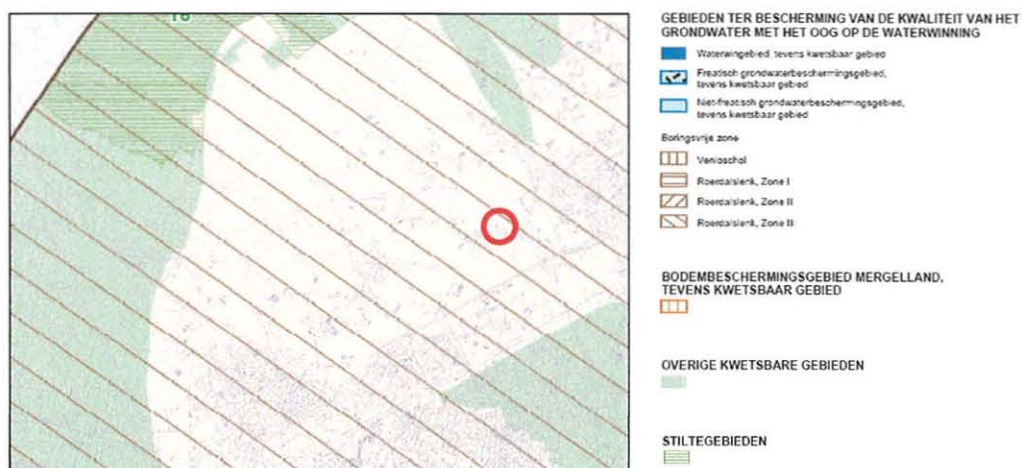 18
GEBIEDEN TER BESCHERMING VAN DE KWALITEIT VAN HET
GRONDWATER MET HET OOG OP DE WATERWINNING
Waterwingebied, tevens kwetsbaar gebied
Freatisch grondwaterbeschermingsgebied,
tevens kwetsbaar gebied
Niet-freatisch grondwaterbeschermingsgebied,
tevens kwetsbaar gebied
Boringsvrije zone
Venloschol
Roerdalslenk, Zone I
Roerdalslenk, Zone II
Roerdalslenk, Zone III
BODEMBESCHERMINGSGEBIED MERGELLAND,
TEVENS KWETSBAAR GEBIED
OVERIGE KWETSBARE GEBIEDEN
STILTEGEBIEDEN